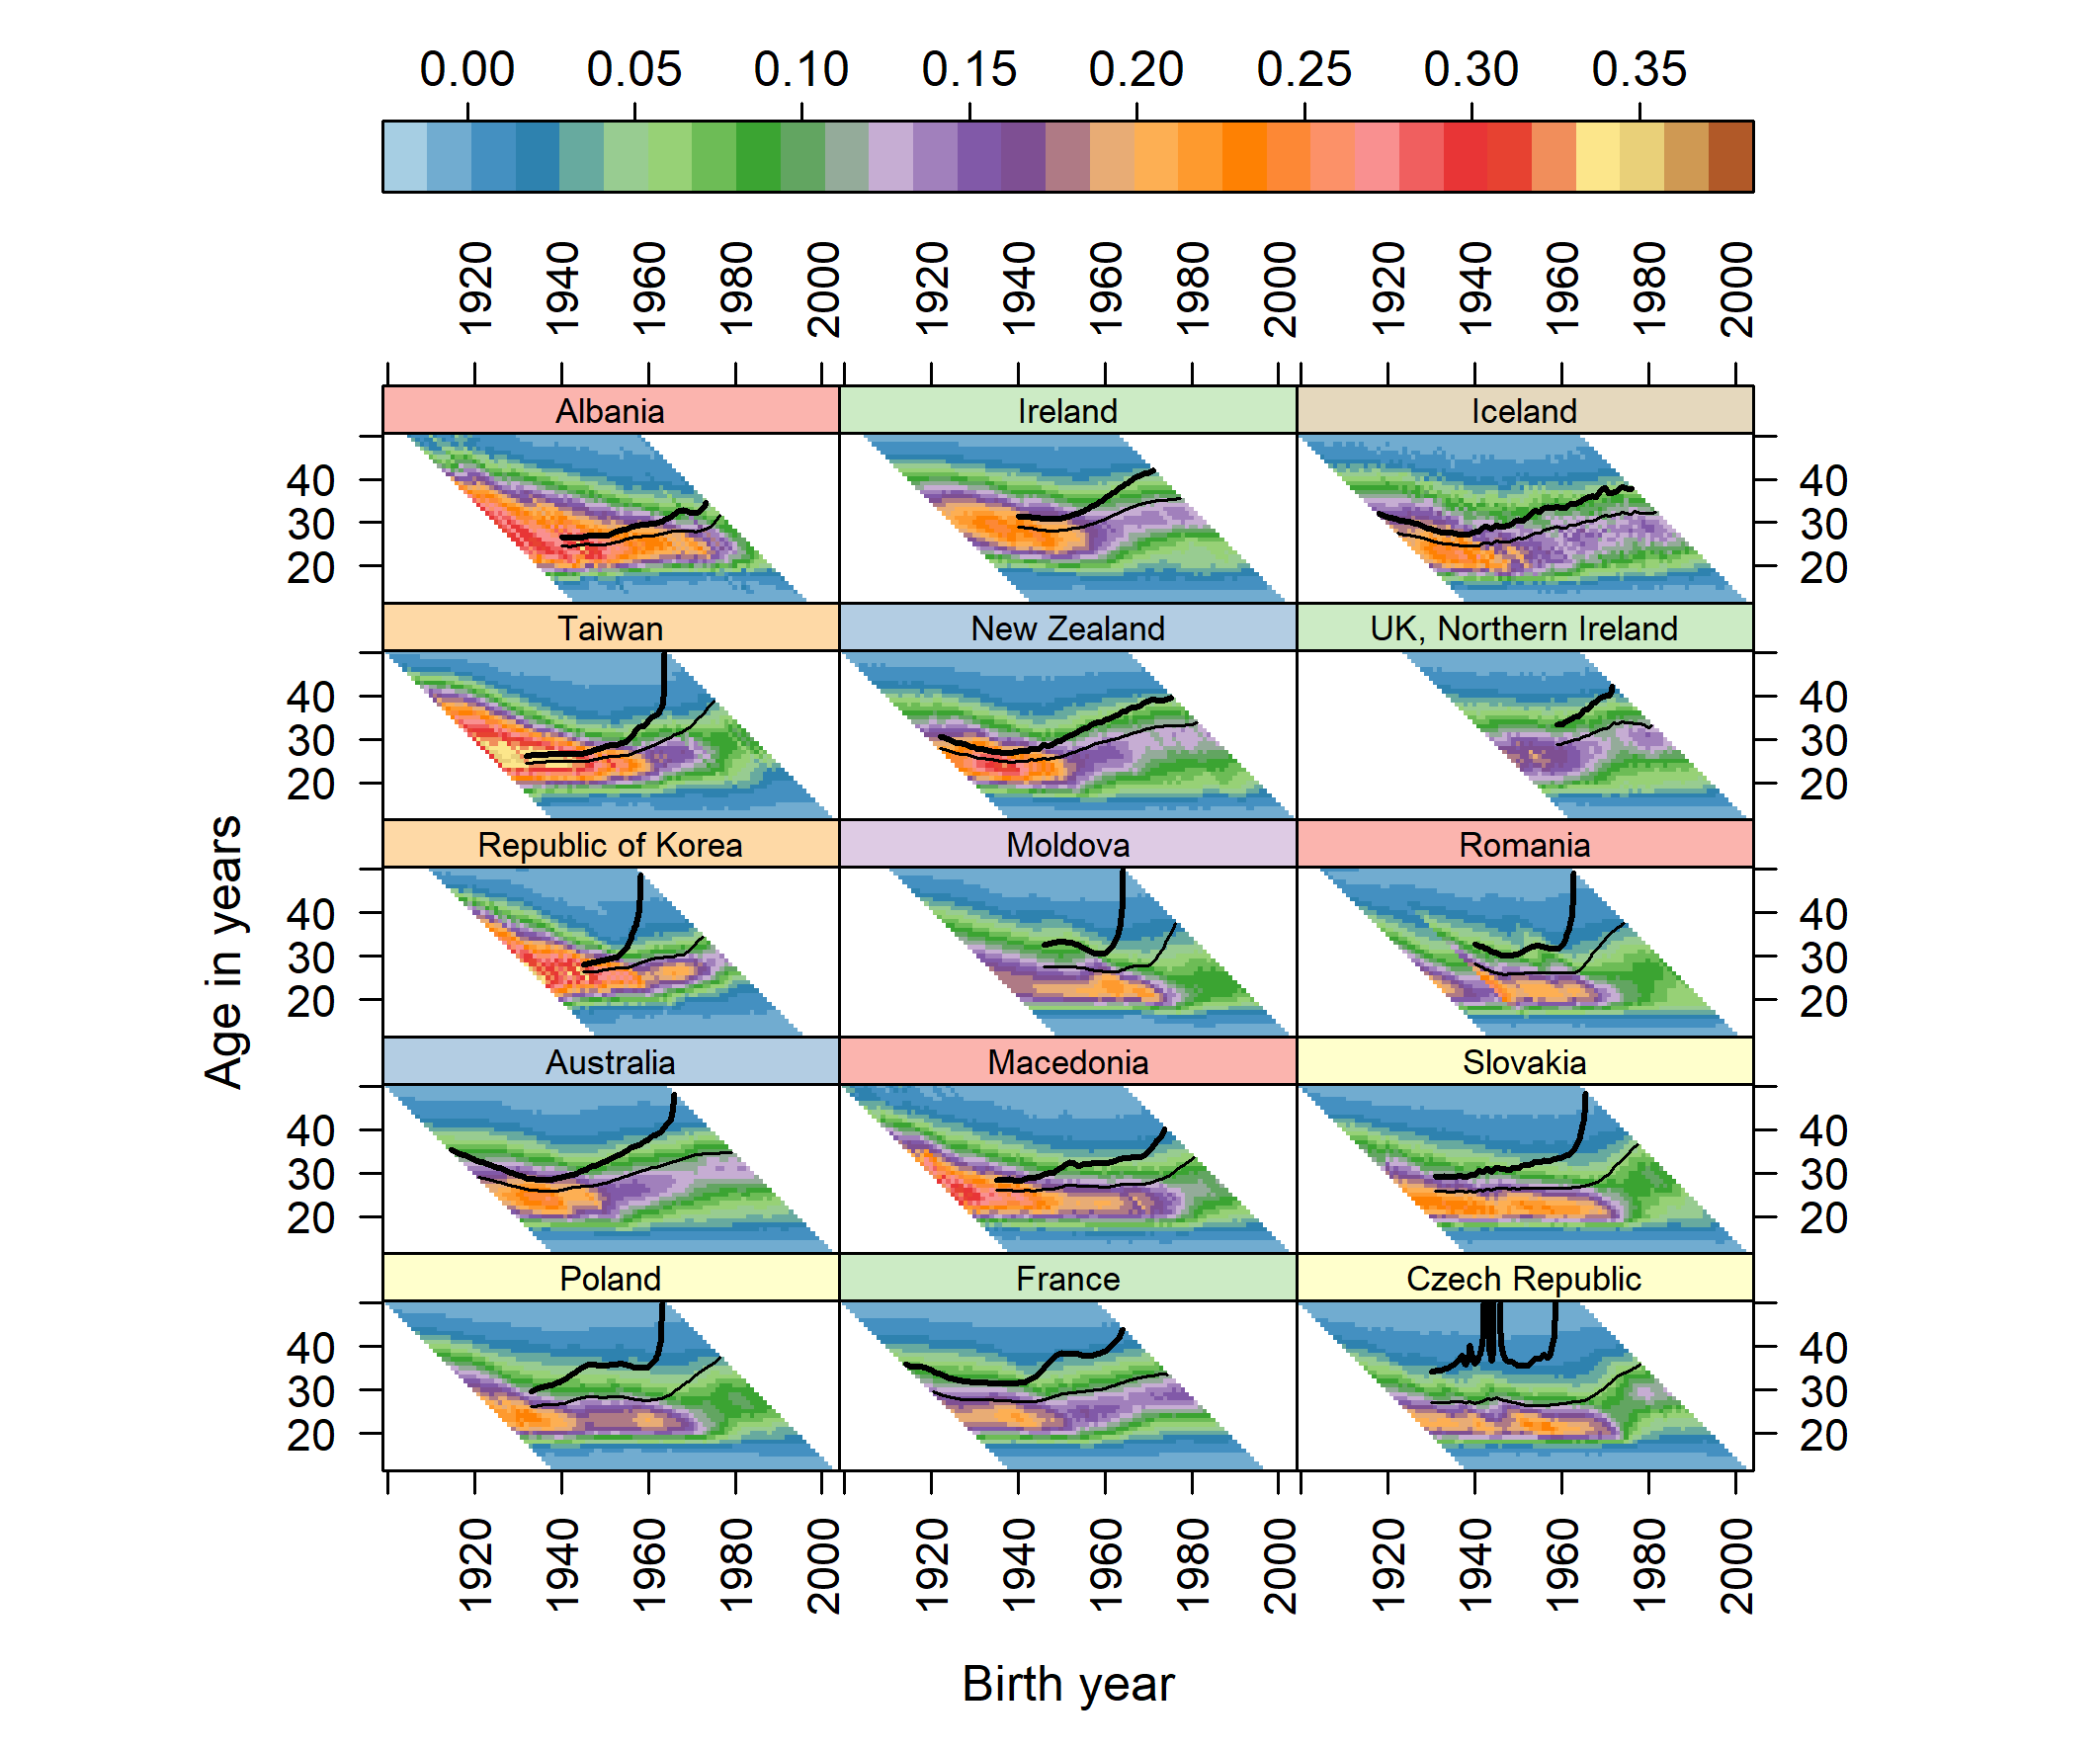 0.00 0.05 0.10 0.15 0.20 0.25 0.30 0.35
1920 1940 1960 1980 2000 1920 1940 1960 1980 2000 1920 1940 1960 1980 2000
Albania Ireland Iceland
40 40
30 30
20 20
Taiwan New Zealand UK, Northern Ireland
40 40
30 30
20 20
Republic of Korea Moldova Romania
40 40
30 30
20 20
Australia Macedonia Slovakia
40 40
30 30
20 20
Poland France Czech Republic
40 40
30 30
20 20
Age in years
1920 1940 1960 1980 2000 1920 1940 1960 1980 2000 1920 1940 1960 1980 2000
Birth year